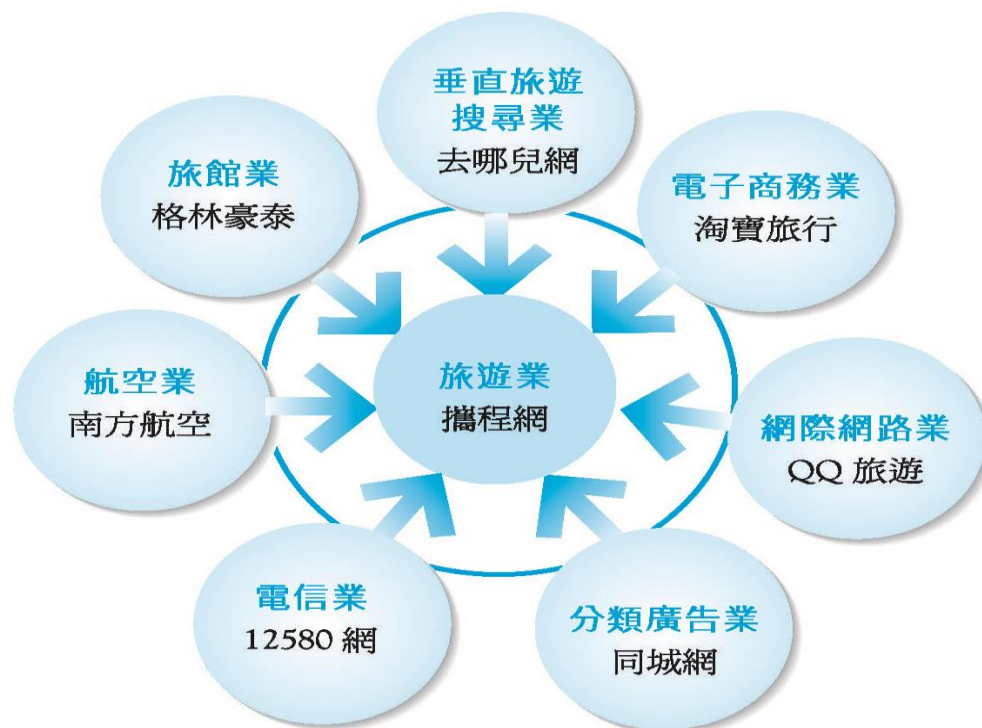 垂直旅遊
搜尋業
去哪兒網
旅館業
格林豪泰
電子商務業
淘寶旅行
航空業
南方航空
旅遊業
攜程網
網際網路業
QQ 旅遊
電信業
12580 網
分類廣告業
同城網